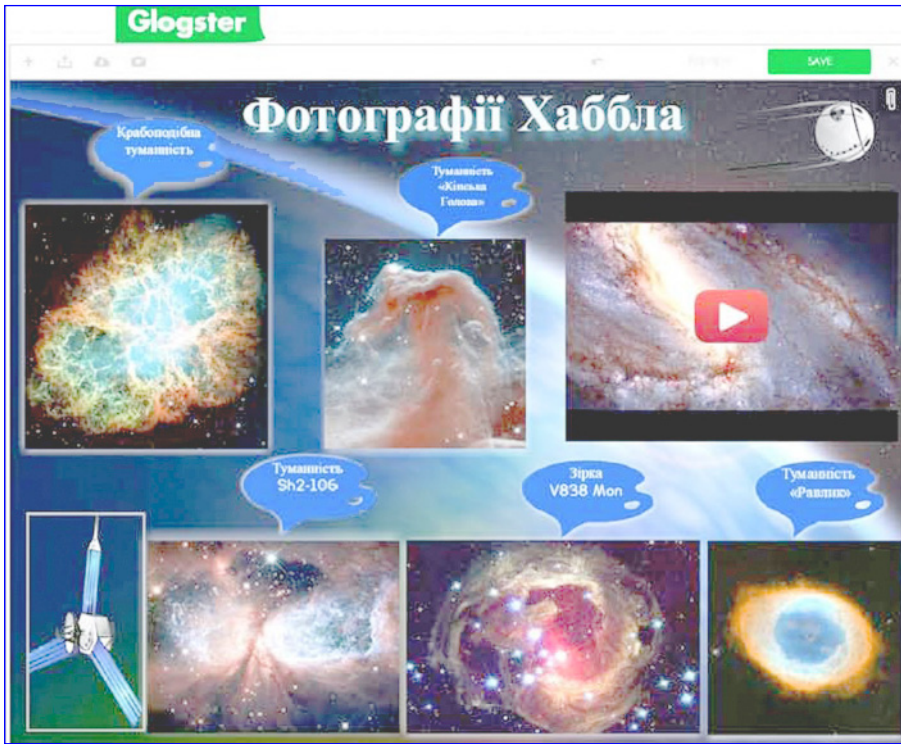 Glogster
SAVE
Фотографії Хаббла
Крабоподібна
туманність
Туманність
«Кінська
Голова»
Туманність
Sh2-106
Зірка
V838 Mon
Туманність
«Равлик»